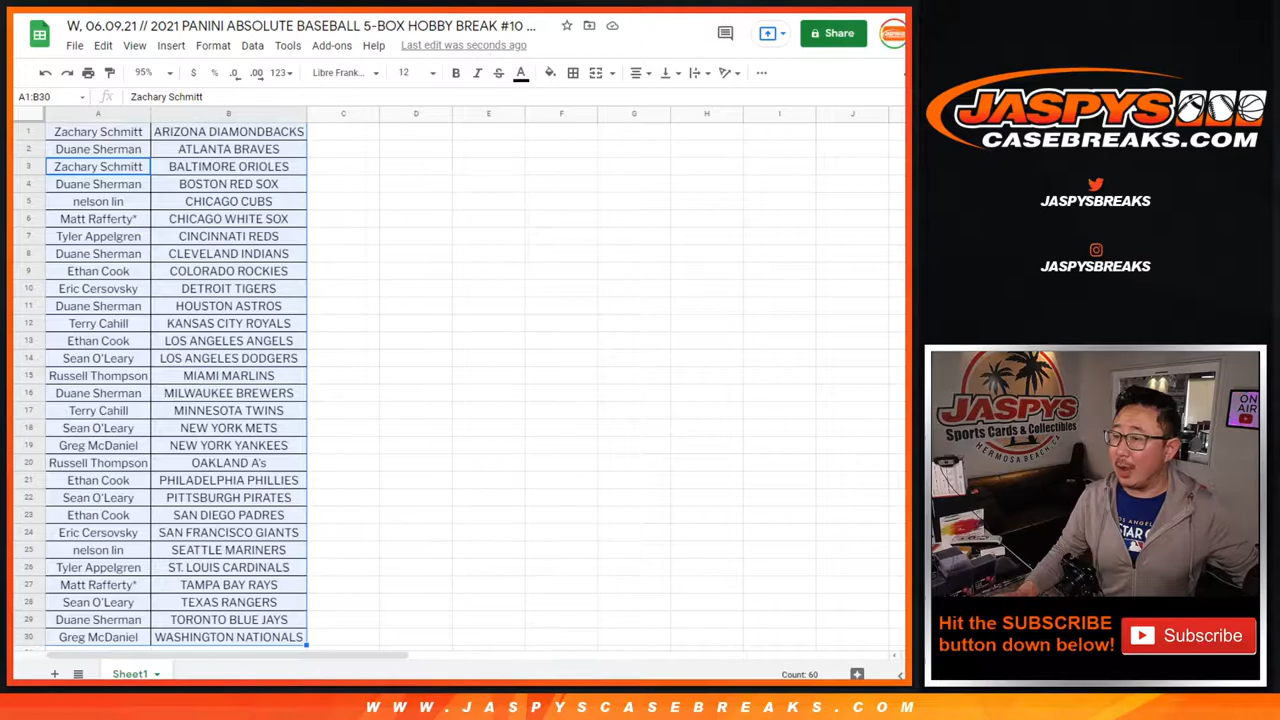 W, 06.09.21 // 2021 PANINI ABSOLUTE BASEBALL 5-BOX HOBBY BREAK #10 ...
File Edit View Insert Format Data Tools Add-ons Help Last edit was seconds ago
Share
95% $ % .0 .00 123 Libre Frank... 12 B I S A
A1:B30 fx Zachary Schmitt
A B C D E F G H I J
1 Zachary Schmitt ARIZONA DIAMONDBACKS
2 Duane Sherman ATLANTA BRAVES
3 Zachary Schmitt BALTIMORE ORIOLES
4 Duane Sherman BOSTON RED SOX
5 nelson lin CHICAGO CUBS
6 Matt Rafferty* CHICAGO WHITE SOX
7 Tyler Appelgren CINCINNATI REDS
8 Duane Sherman CLEVELAND INDIANS
9 Ethan Cook COLORADO ROCKIES
10 Eric Cersovsky DETROIT TIGERS
11 Duane Sherman HOUSTON ASTROS
12 Terry Cahill KANSAS CITY ROYALS
13 Ethan Cook LOS ANGELES ANGELS
14 Sean O'Leary LOS ANGELES DODGERS
15 Russell Thompson MIAMI MARLINS
16 Duane Sherman MILWAUKEE BREWERS
17 Terry Cahill MINNESOTA TWINS
18 Sean O'Leary NEW YORK METS
19 Greg McDaniel NEW YORK YANKEES
20 Russell Thompson OAKLAND A's
21 Ethan Cook PHILADELPHIA PHILLIES
22 Sean O'Leary PITTSBURGH PIRATES
23 Ethan Cook SAN DIEGO PADRES
24 Eric Cersovsky SAN FRANCISCO GIANTS
25 nelson lin SEATTLE MARINERS
26 Tyler Appelgren ST. LOUIS CARDINALS
27 Matt Rafferty* TAMPA BAY RAYS
28 Sean O'Leary TEXAS RANGERS
29 Duane Sherman TORONTO BLUE JAYS
30 Greg McDaniel WASHINGTON NATIONALS
Sheet1
Count: 60
JASPYS
CASEBREAKS.COM
JASPYSBREAKS
JASPYSBREAKS
JASPYS
Sports Cards & Collectibles
HERMOSA BEACH, CA
ON
AIR
LOS ANGELES
Hit the SUBSCRIBE
button down below!
Subscribe
WWW.JASPYSCASEBREAKS.COM